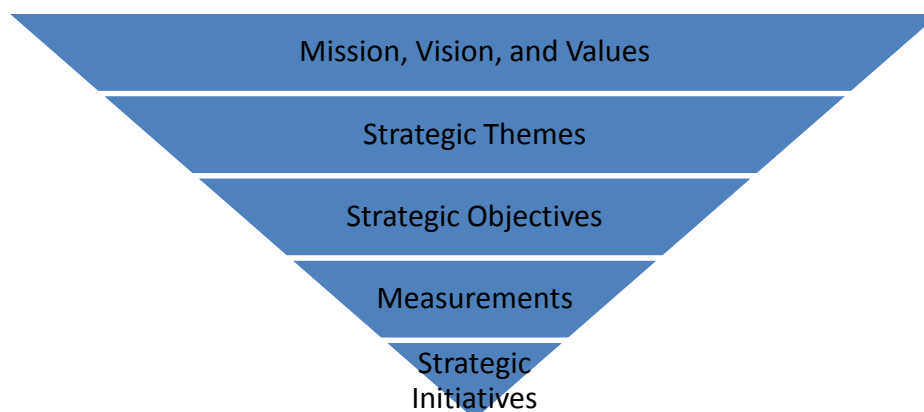 Mission, Vision, and Values
Strategic Themes
Strategic Objectives
Measurements
Strategic
Initiatives